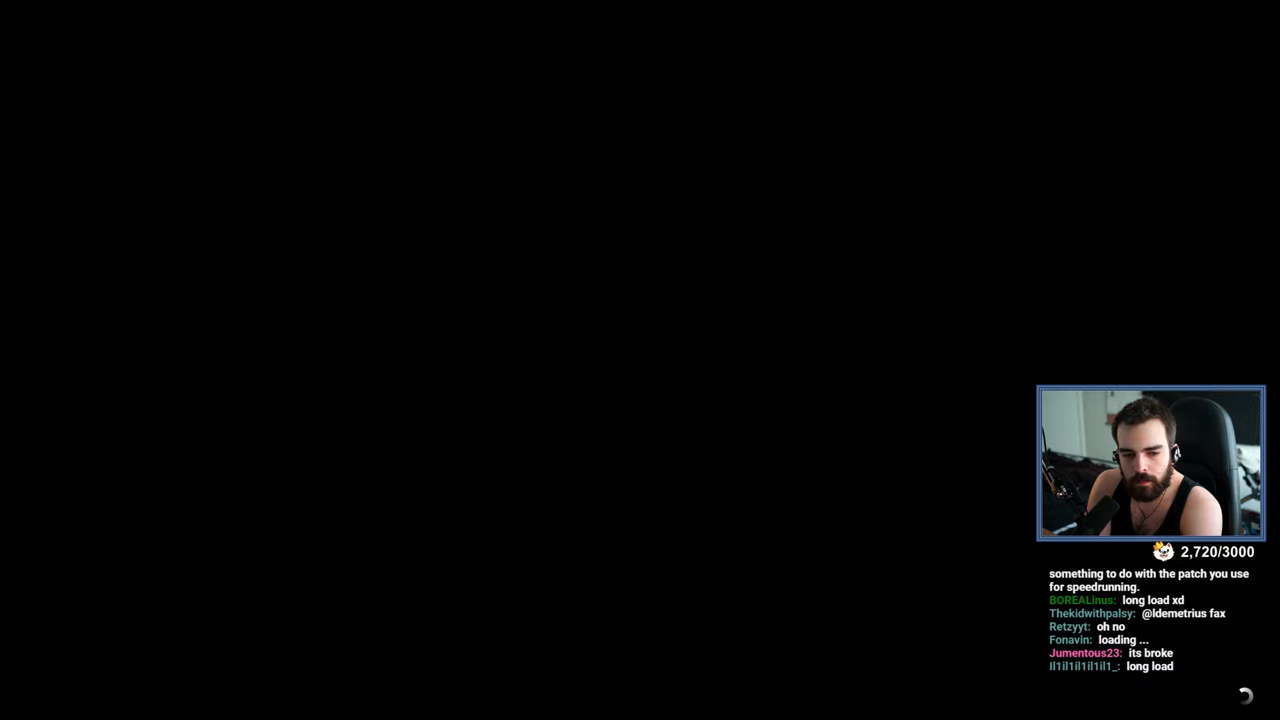 2,720/3000
something to do with the patch you use
for speedrunning.
BOREALinus: long load xd
Thekidwithpalsy: @ldemetrius fax
Retzyyt: oh no
Fonavin: loading ...
Jumentous23: its broke
Il1il1il1il1il1_: long load